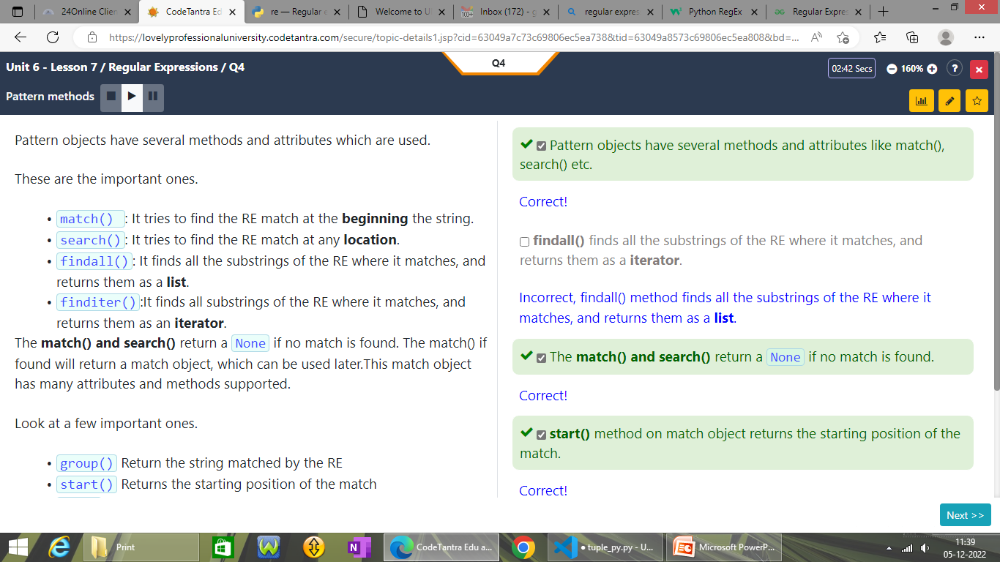 24Online Clien
CodeTantra Ed
re — Regular e
Welcome to U
100+
Inbox (172) - g
regular expres
Python RegEx
Regular Expre
https://lovelyprofessionaluniversity.codetantra.com/secure/topic-details1.jsp?cid=63049a7c73c69806ec5ea738&tid=63049a8573c69806ec5ea808&bd=...
Unit 6 - Lesson 7 / Regular Expressions / Q4
Q4
02:42 Secs
160%
?
Pattern methods
Pattern objects have several methods and attributes which are used.
These are the important ones.
• match() : It tries to find the RE match at the beginning the string.
• search() : It tries to find the RE match at any location.
• findall() : It finds all the substrings of the RE where it matches, and
returns them as a list.
• finditer() :It finds all substrings of the RE where it matches, and
returns them as an iterator.
The match() and search() return a None if no match is found. The match() if
found will return a match object, which can be used later.This match object
has many attributes and methods supported.
Look at a few important ones.
• group() Return the string matched by the RE
• start() Returns the starting position of the match
Pattern objects have several methods and attributes like match(),
search() etc.
Correct!
findall() finds all the substrings of the RE where it matches, and
returns them as a iterator.
Incorrect, findall() method finds all the substrings of the RE where it
matches, and returns them as a list.
The match() and search() return a None if no match is found.
Correct!
start() method on match object returns the starting position of the
match.
Correct!
Next >>
Print
CodeTantra Edu a...
• tuple_py.py - U...
Microsoft PowerP...
11:39
05-12-2022